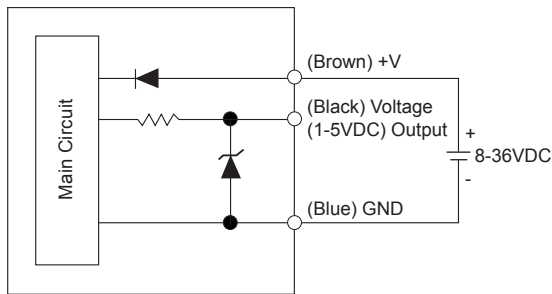 Main Circuit
(Brown) +V
(Black) Voltage
(1-5VDC) Output
+
8-36VDC
-
(Blue) GND